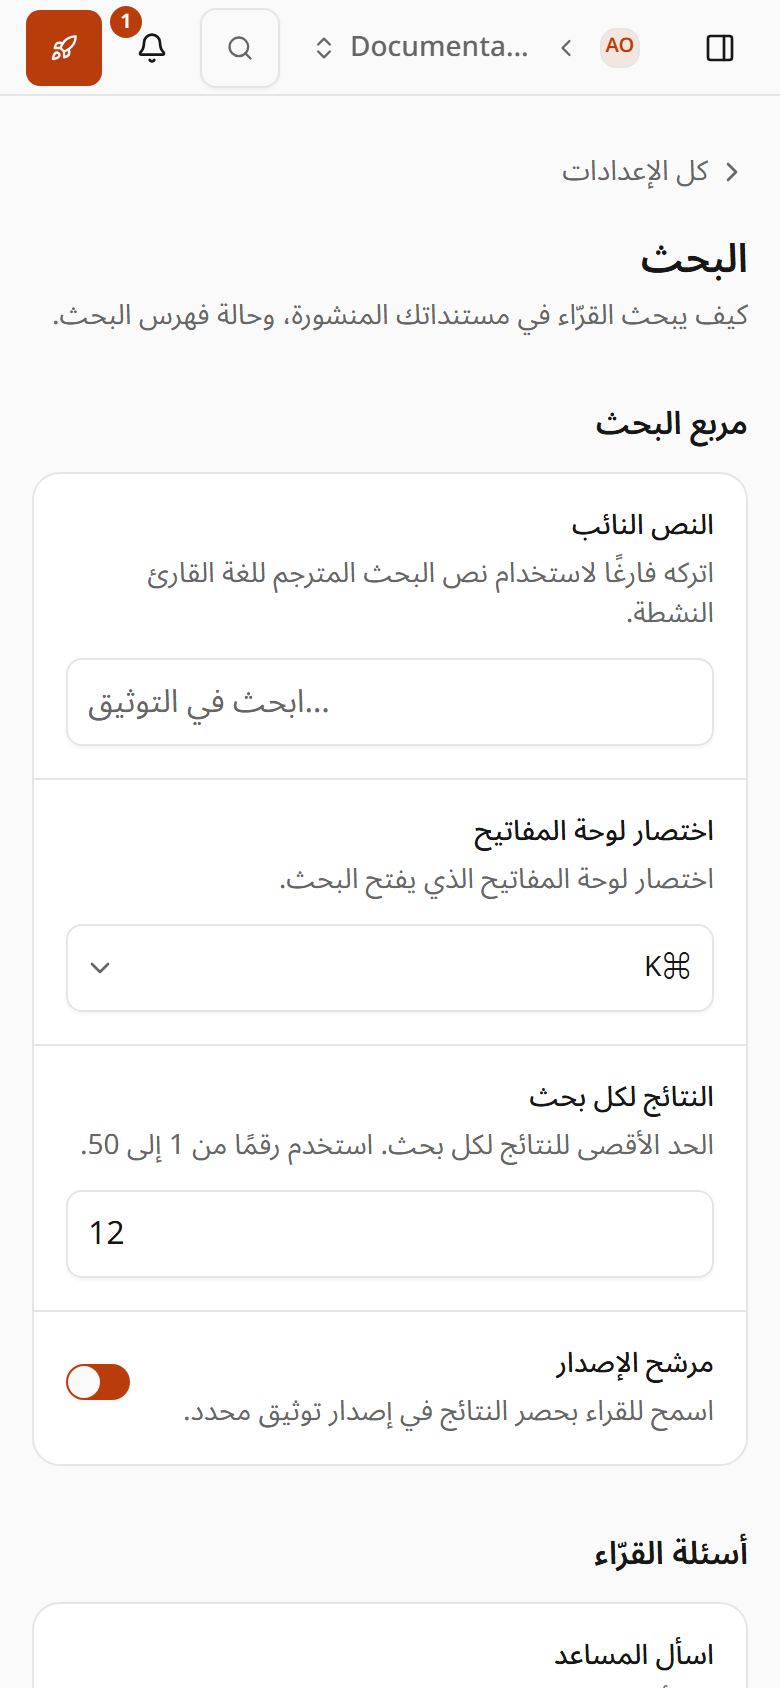 AO
Documenta...
1
كل الإعدادات
البحث
كيف يبحث القرّاء في مستنداتك المنشورة، وحالة فهرس البحث.
مربع البحث
النص النائب
اتركه فارغًا لاستخدام نص البحث المترجم للغة القارئ
النشطة.
ابحث في التوثيق...
اختصار لوحة المفاتيح
اختصار لوحة المفاتيح الذي يفتح البحث.
⌘K
النتائج لكل بحث
الحد الأقصى للنتائج لكل بحث. استخدم رقمًا من 1 إلى 50.
12
مرشح الإصدار
اسمح للقراء بحصر النتائج في إصدار توثيق محدد.
أسئلة القرّاء
اسأل المساعد